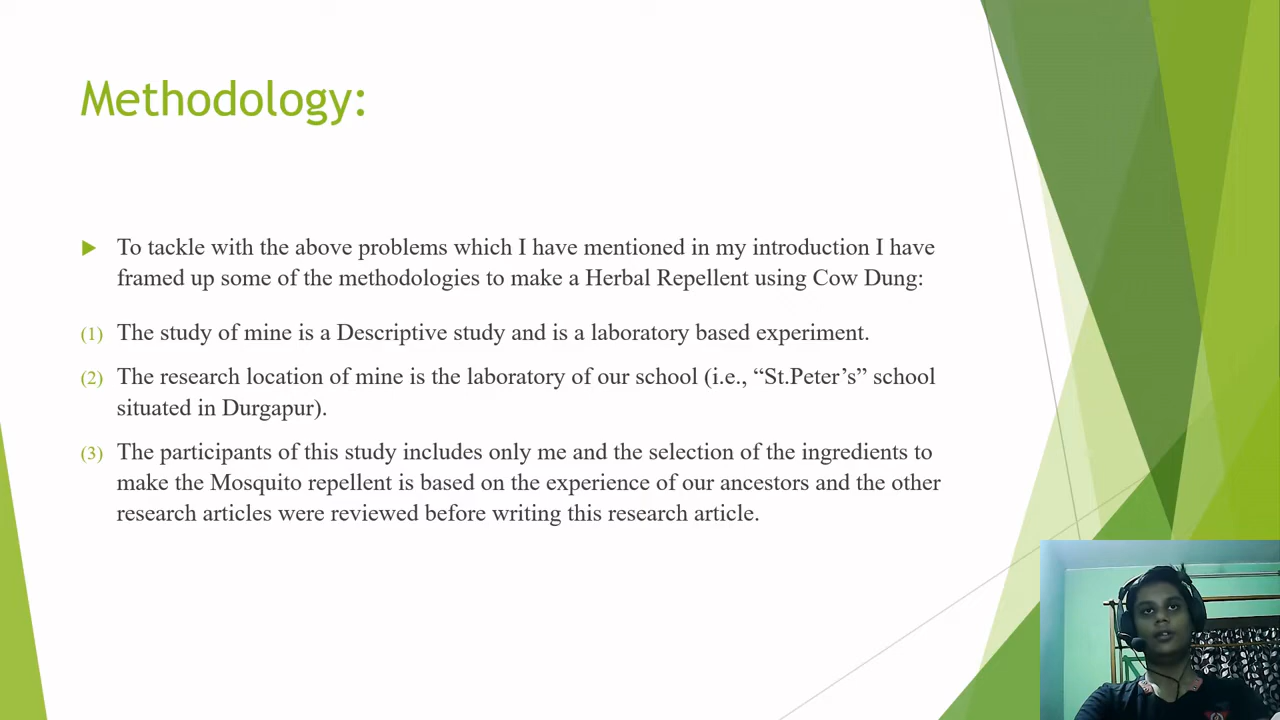 Methodology:
To tackle with the above problems which I have mentioned in my introduction I have
framed up some of the methodologies to make a Herbal Repellent using Cow Dung:
(1) The study of mine is a Descriptive study and is a laboratory based experiment.
(2) The research location of mine is the laboratory of our school (i.e., “St.Peter’s” school
situated in Durgapur).
(3) The participants of this study includes only me and the selection of the ingredients to
make the Mosquito repellent is based on the experience of our ancestors and the other
research articles were reviewed before writing this research article.